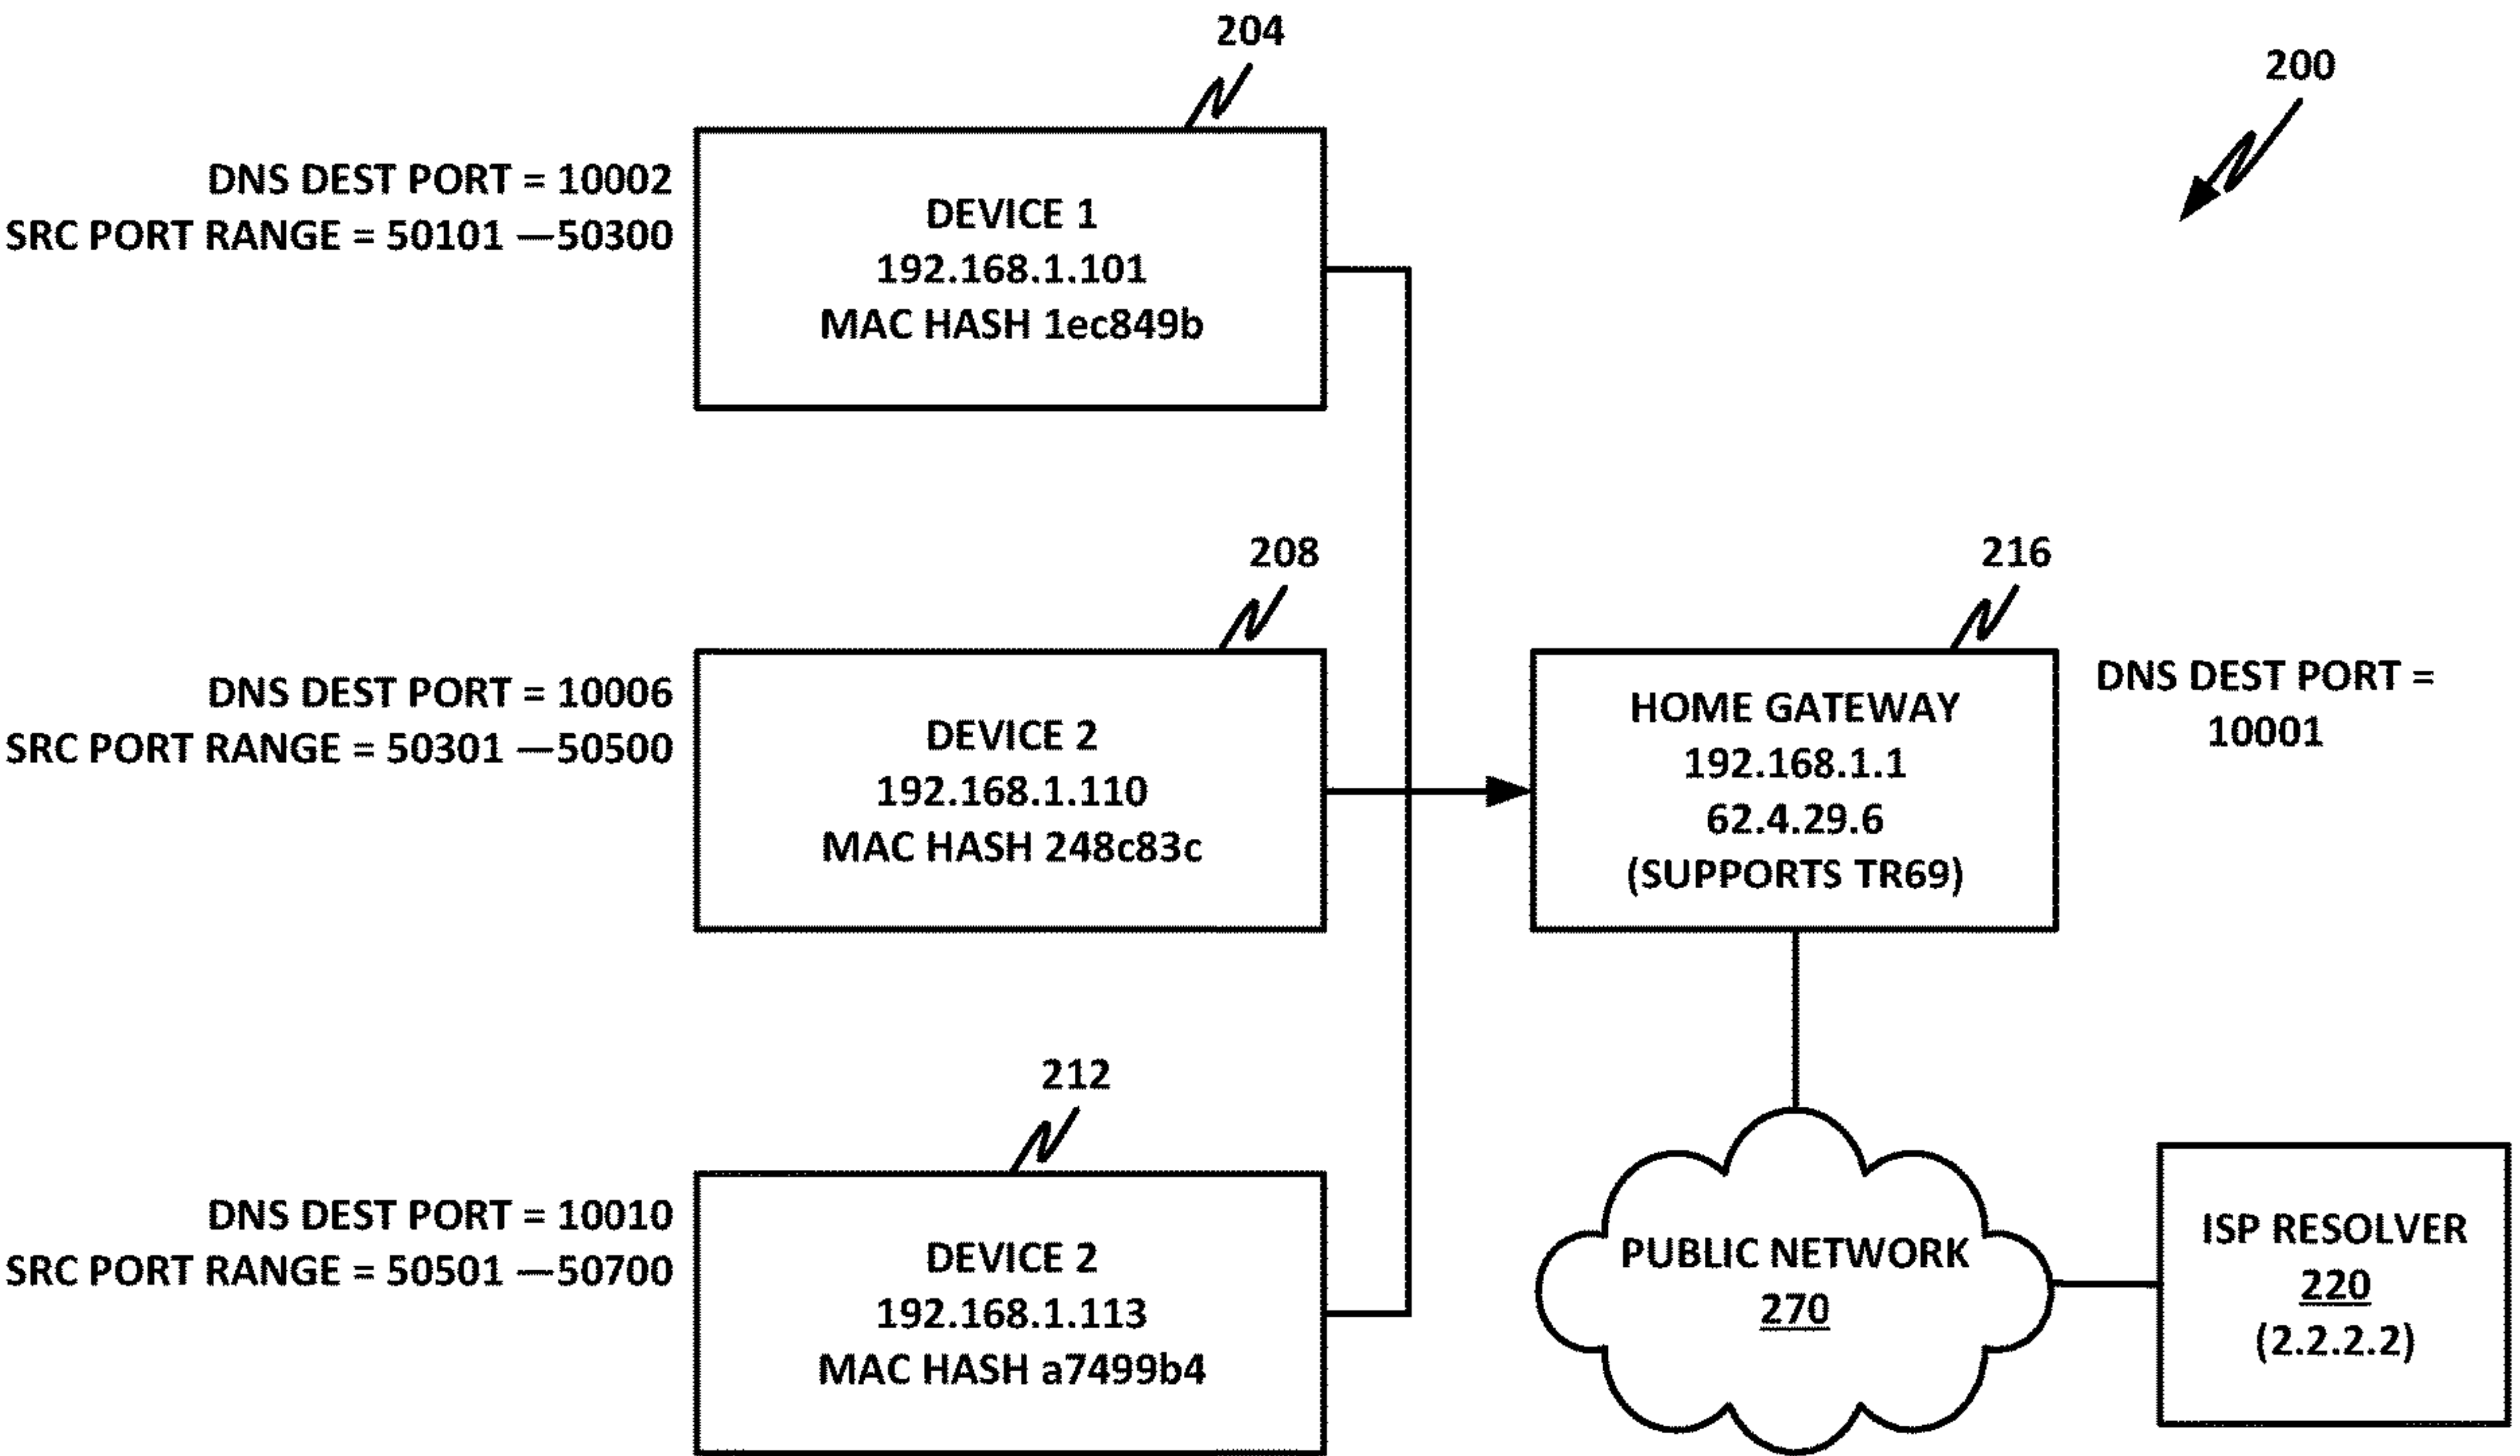 204
200
DNS DEST PORT = 10002
SRC PORT RANGE = 50101 —50300
DEVICE 1
192.168.1.101
MAC HASH 1ec849b
208
216
DNS DEST PORT = 10006
SRC PORT RANGE = 50301 —50500
DEVICE 2
192.168.1.110
MAC HASH 248c83c
HOME GATEWAY
192.168.1.1
62.4.29.6
(SUPPORTS TR69)
DNS DEST PORT =
10001
212
DNS DEST PORT = 10010
SRC PORT RANGE = 50501 —50700
DEVICE 2
192.168.1.113
MAC HASH a7499b4
PUBLIC NETWORK
270
ISP RESOLVER
220
(2.2.2.2)